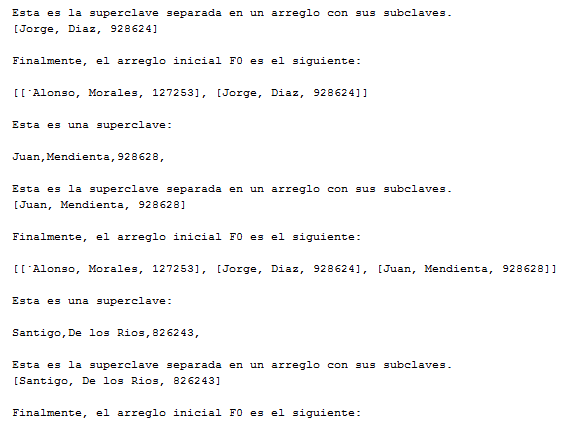 Esta es la superclave separada en un arreglo con sus subclaves.
[Jorge, Diaz, 928624]
Finalmente, el arreglo inicial F0 es el siguiente:
[[˙Alonso, Morales, 127253], [Jorge, Diaz, 928624]]
Esta es una superclave:
Juan,Mendienta,928628,
Esta es la superclave separada en un arreglo con sus subclaves.
[Juan, Mendienta, 928628]
Finalmente, el arreglo inicial F0 es el siguiente:
[[˙Alonso, Morales, 127253], [Jorge, Diaz, 928624], [Juan, Mendienta, 928628]]
Esta es una superclave:
Santigo,De los Rios,826243,
Esta es la superclave separada en un arreglo con sus subclaves.
[Santigo, De los Rios, 826243]
Finalmente, el arreglo inicial F0 es el siguiente: